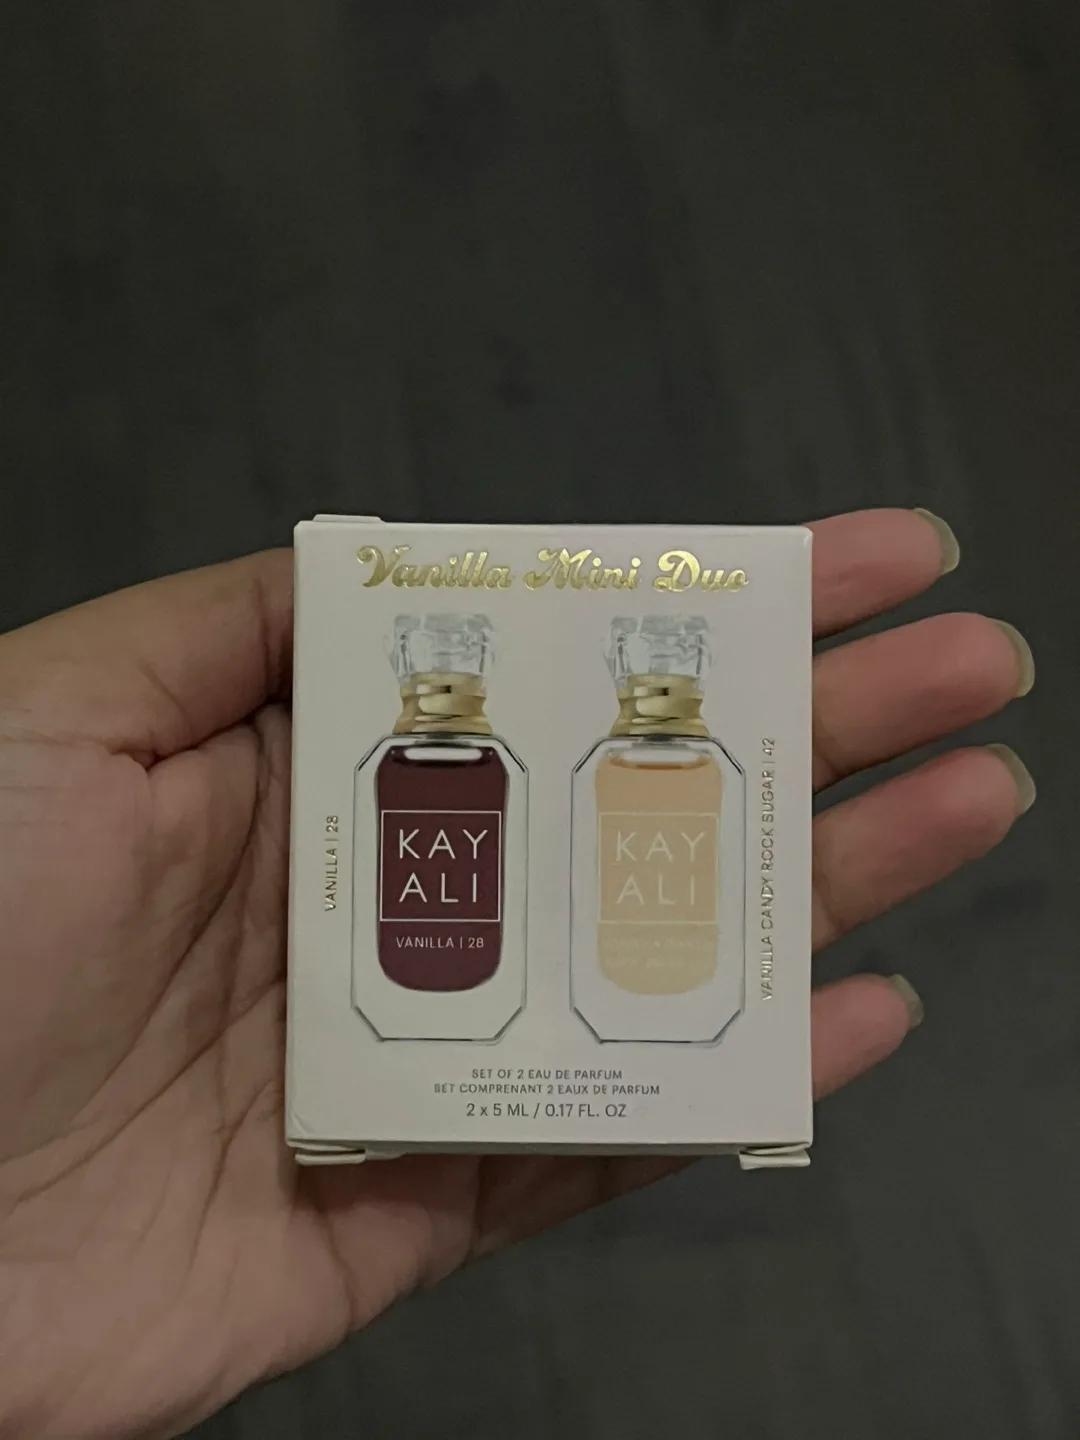 Vanilla Mini Duo
VANILLA | 28
KAY
ALI
VANILLA | 28
KAY
ALI
VANILLA CANDY ROCK SUGAR | 42
SET OF 2 EAU DE PARFUM
SET COMPRENANT 2 EAUX DE PARFUM
2 x 5 ML / 0.17 FL. OZ